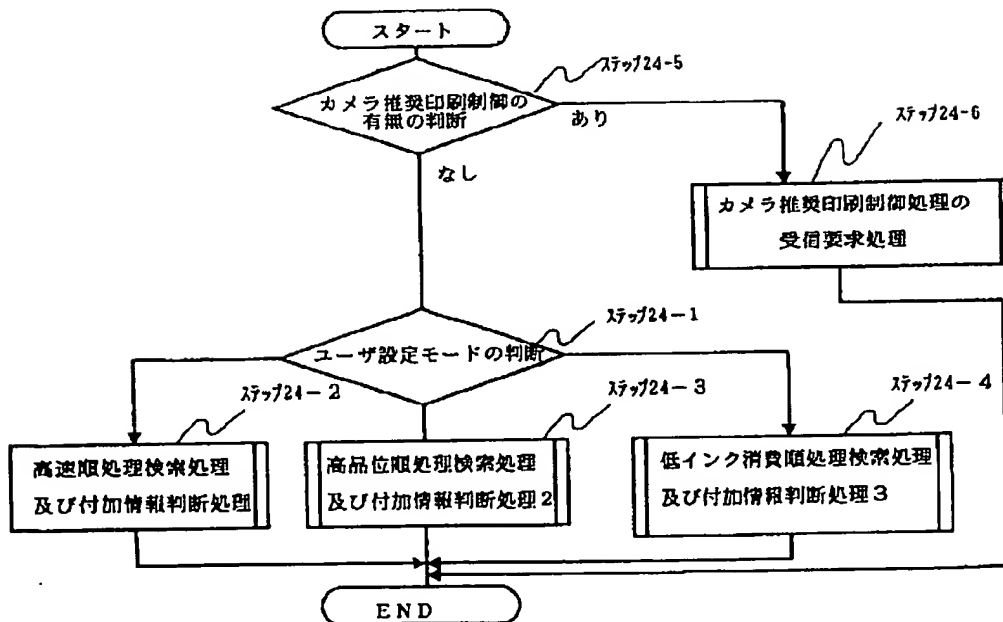 スタート
ステップ24-5
カメラ推奨印刷制御の
有無の判断
あり
なし
ステップ24-6
カメラ推奨印刷制御処理の
受信要求処理
ステップ24-1
ユーザ設定モードの判断
ステップ24-2
ステップ24-3
ステップ24-4
高速順処理検索処理
及び付加情報判断処理
高品位順処理検索処理
及び付加情報判断処理2
低インク消費順処理検索処理
及び付加情報判断処理3
END